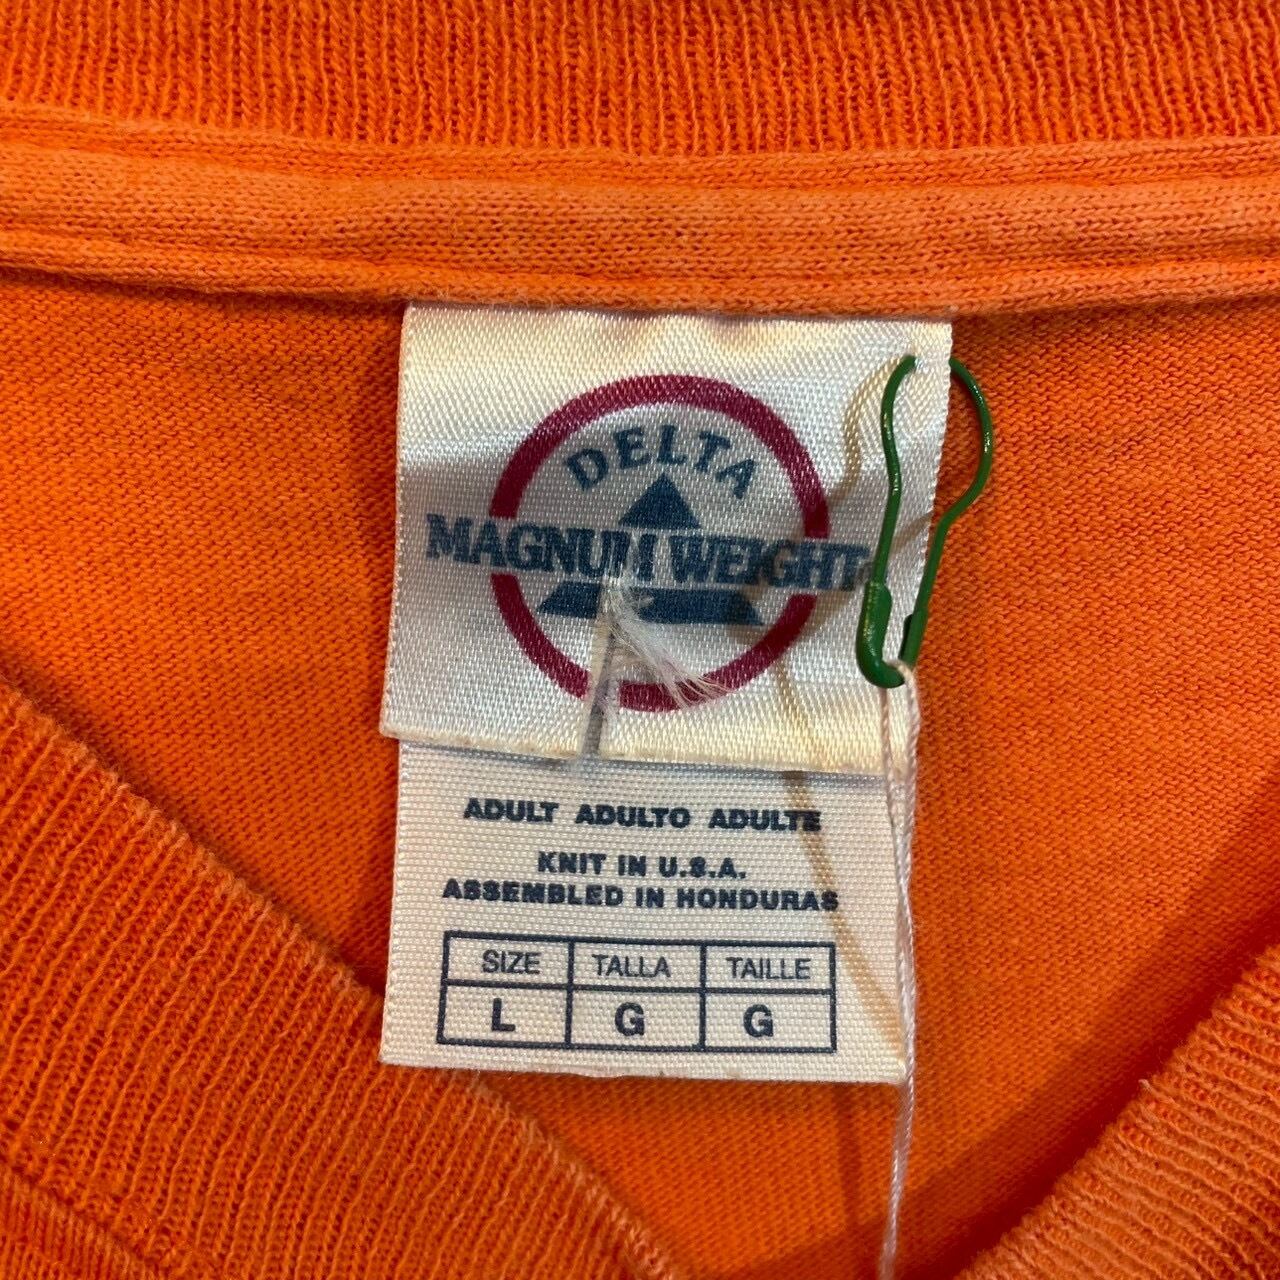 DELTA
MAGNUM WEIGHT
ADULT ADULTO ADULTE
KNIT IN U.S.A.
ASSEMBLED IN HONDURAS
SIZE TALLA TAILLE
L G G